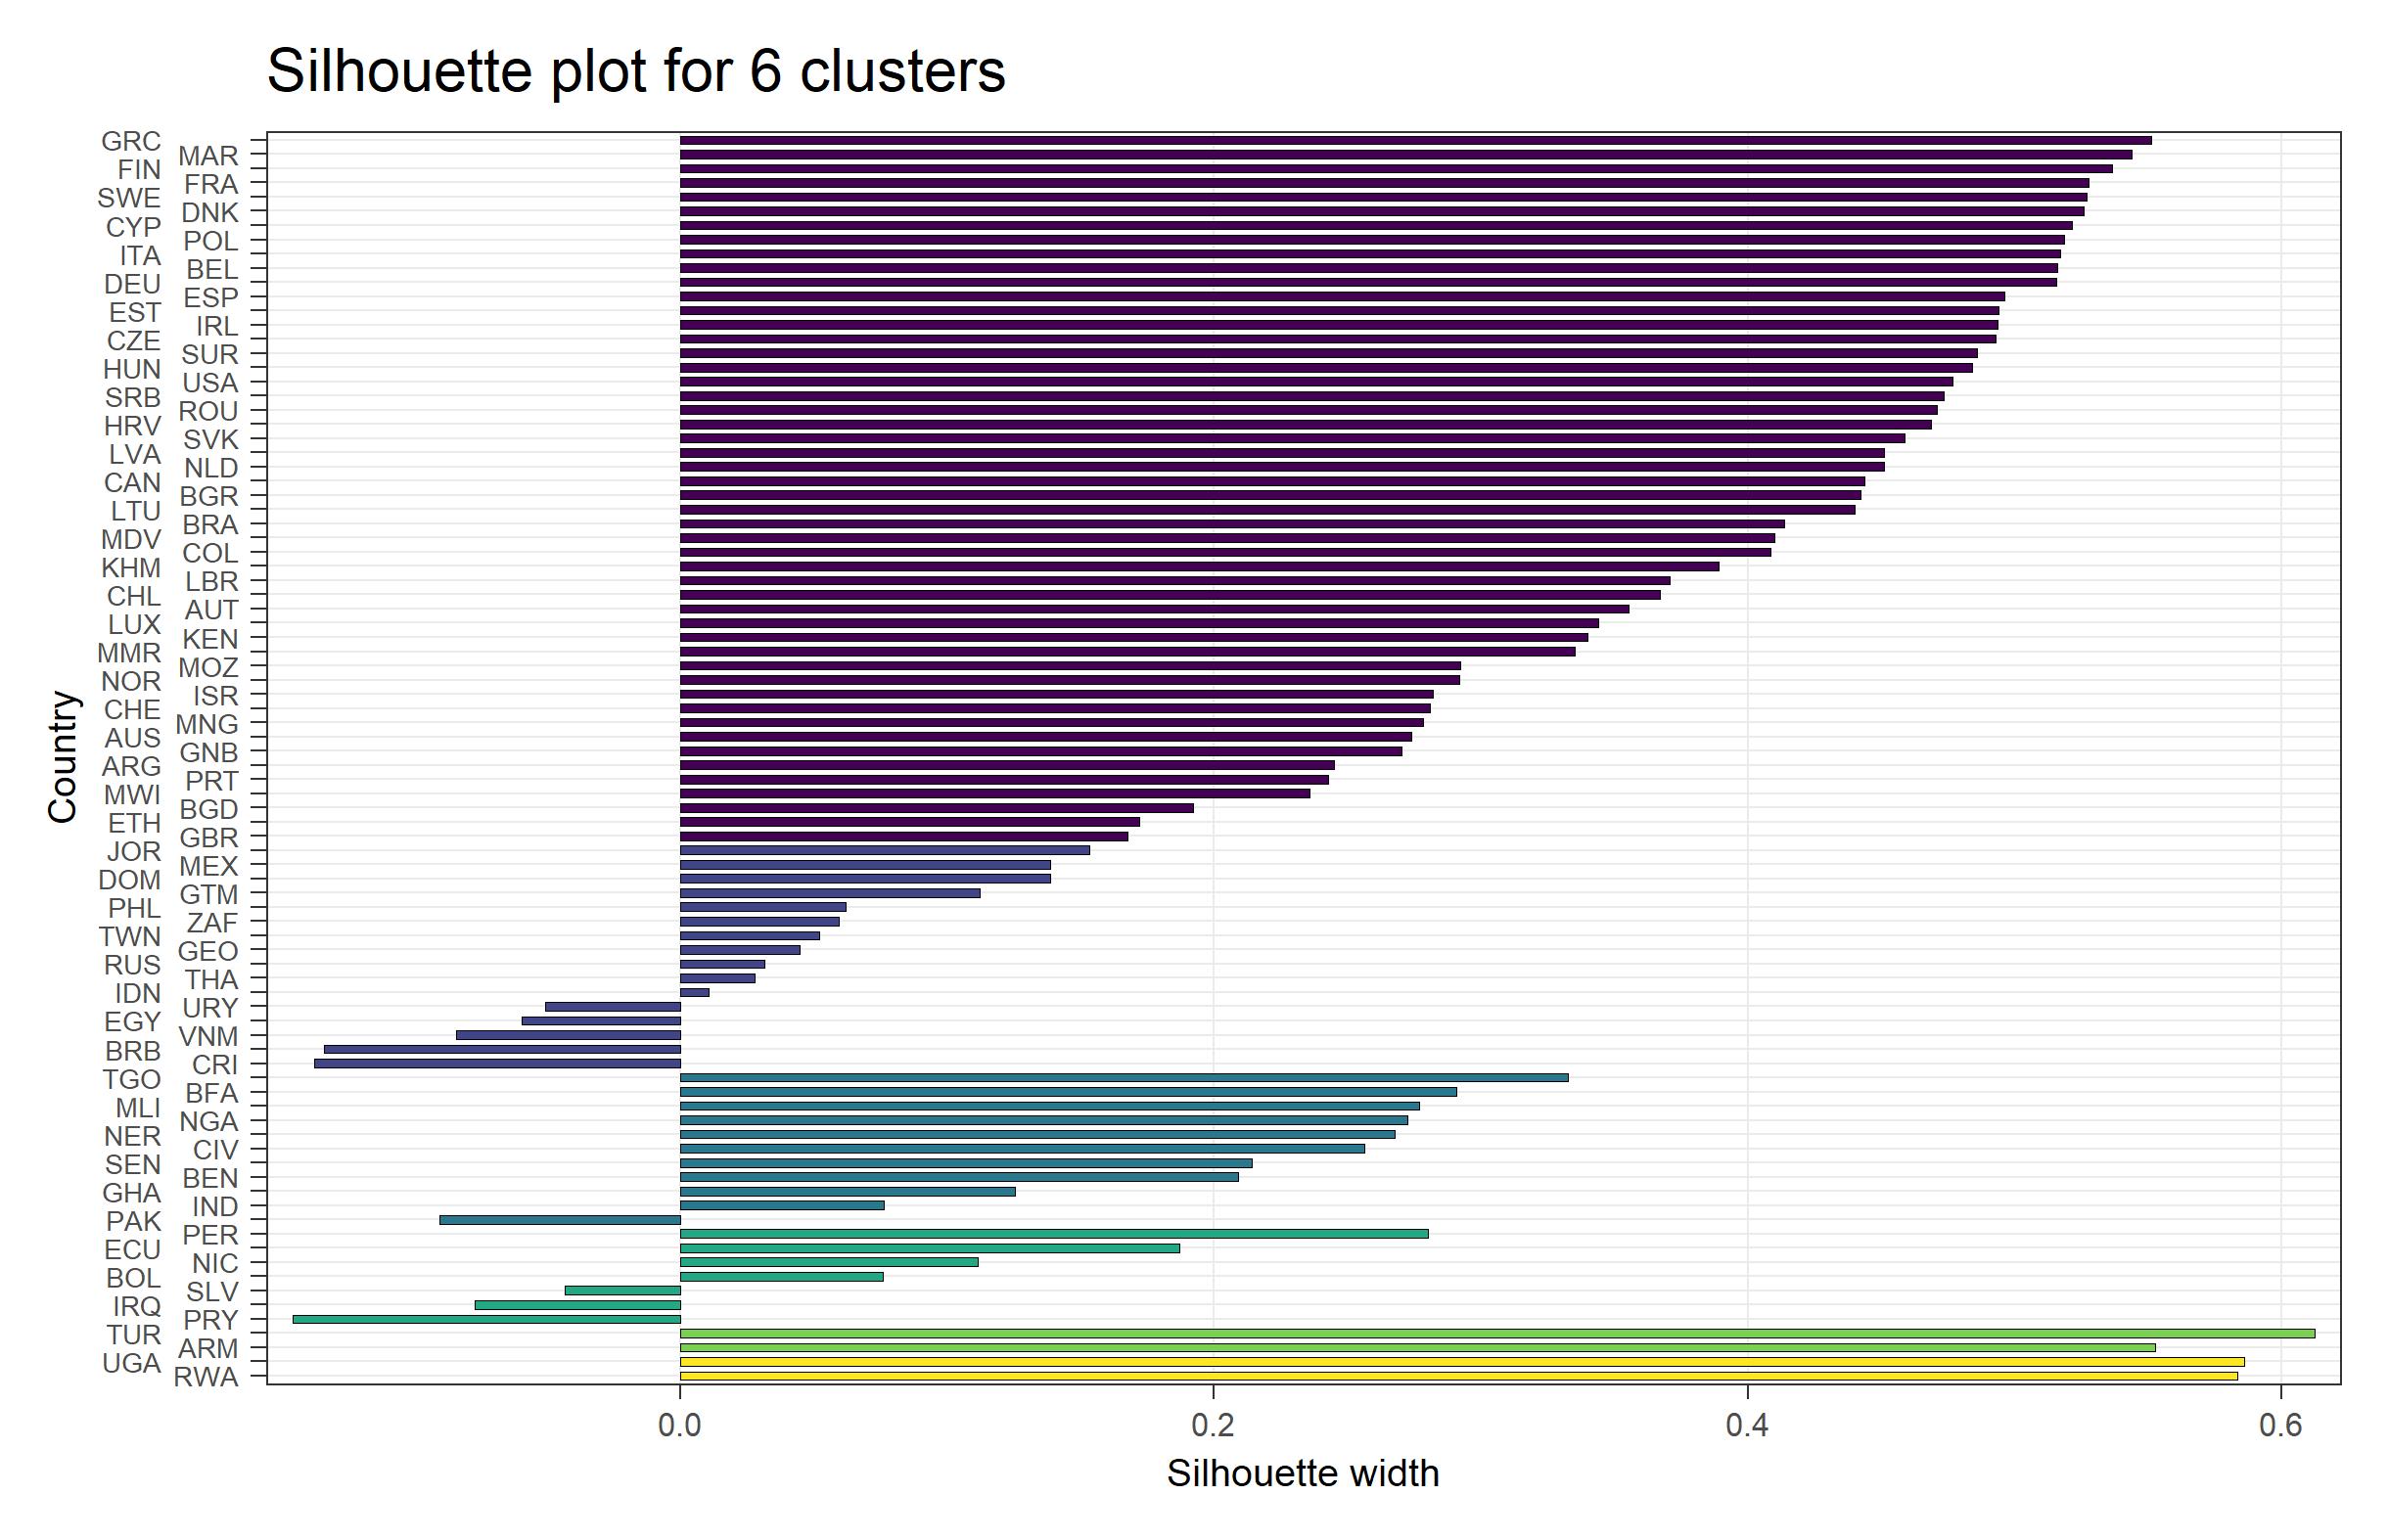 Silhouette plot for 6 clusters
GRC
MAR
FIN
FRA
SWE
DNK
CYP
POL
ITA
BEL
DEU
ESP
EST
IRL
CZE
SUR
HUN
USA
SRB
ROU
HRV
SVK
LVA
NLD
CAN
BGR
LTU
BRA
MDV
COL
KHM
LBR
CHL
AUT
LUX
KEN
MMR
MOZ
NOR
ISR
CHE
MNG
AUS
GNB
ARG
PRT
MWI
BGD
ETH
GBR
JOR
MEX
DOM
GTM
PHL
ZAF
TWN
GEO
RUS
THA
IDN
URY
EGY
VNM
BRB
CRI
TGO
BFA
MLI
NGA
NER
CIV
SEN
BEN
GHA
IND
PAK
PER
ECU
NIC
BOL
SLV
IRQ
PRY
TUR
ARM
UGA
RWA
Country
0.0 0.2 0.4 0.6
Silhouette width